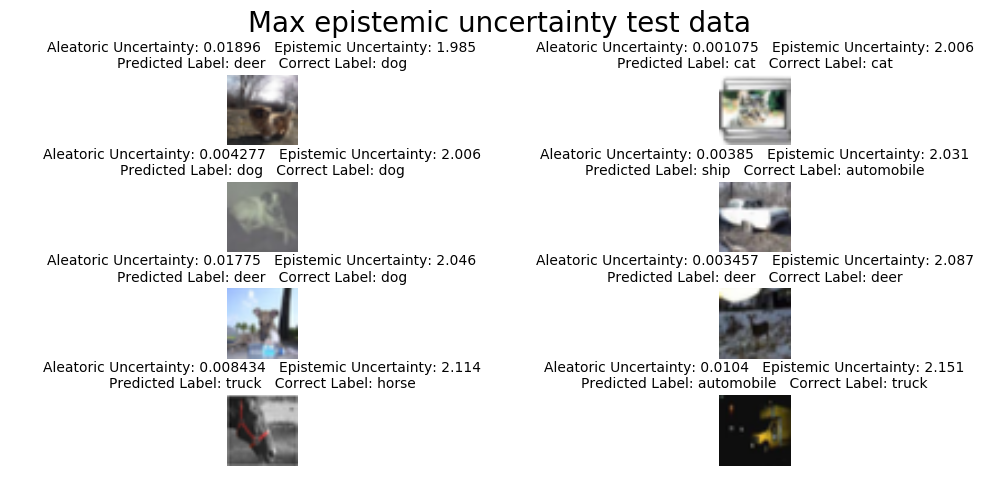 Max epistemic uncertainty test data
Aleatoric Uncertainty: 0.01896   Epistemic Uncertainty: 1.985
Predicted Label: deer   Correct Label: dog
Aleatoric Uncertainty: 0.001075   Epistemic Uncertainty: 2.006
Predicted Label: cat   Correct Label: cat
Aleatoric Uncertainty: 0.004277   Epistemic Uncertainty: 2.006
Predicted Label: dog   Correct Label: dog
Aleatoric Uncertainty: 0.00385   Epistemic Uncertainty: 2.031
Predicted Label: ship   Correct Label: automobile
Aleatoric Uncertainty: 0.01775   Epistemic Uncertainty: 2.046
Predicted Label: deer   Correct Label: dog
Aleatoric Uncertainty: 0.003457   Epistemic Uncertainty: 2.087
Predicted Label: deer   Correct Label: deer
Aleatoric Uncertainty: 0.008434   Epistemic Uncertainty: 2.114
Predicted Label: truck   Correct Label: horse
Aleatoric Uncertainty: 0.0104   Epistemic Uncertainty: 2.151
Predicted Label: automobile   Correct Label: truck